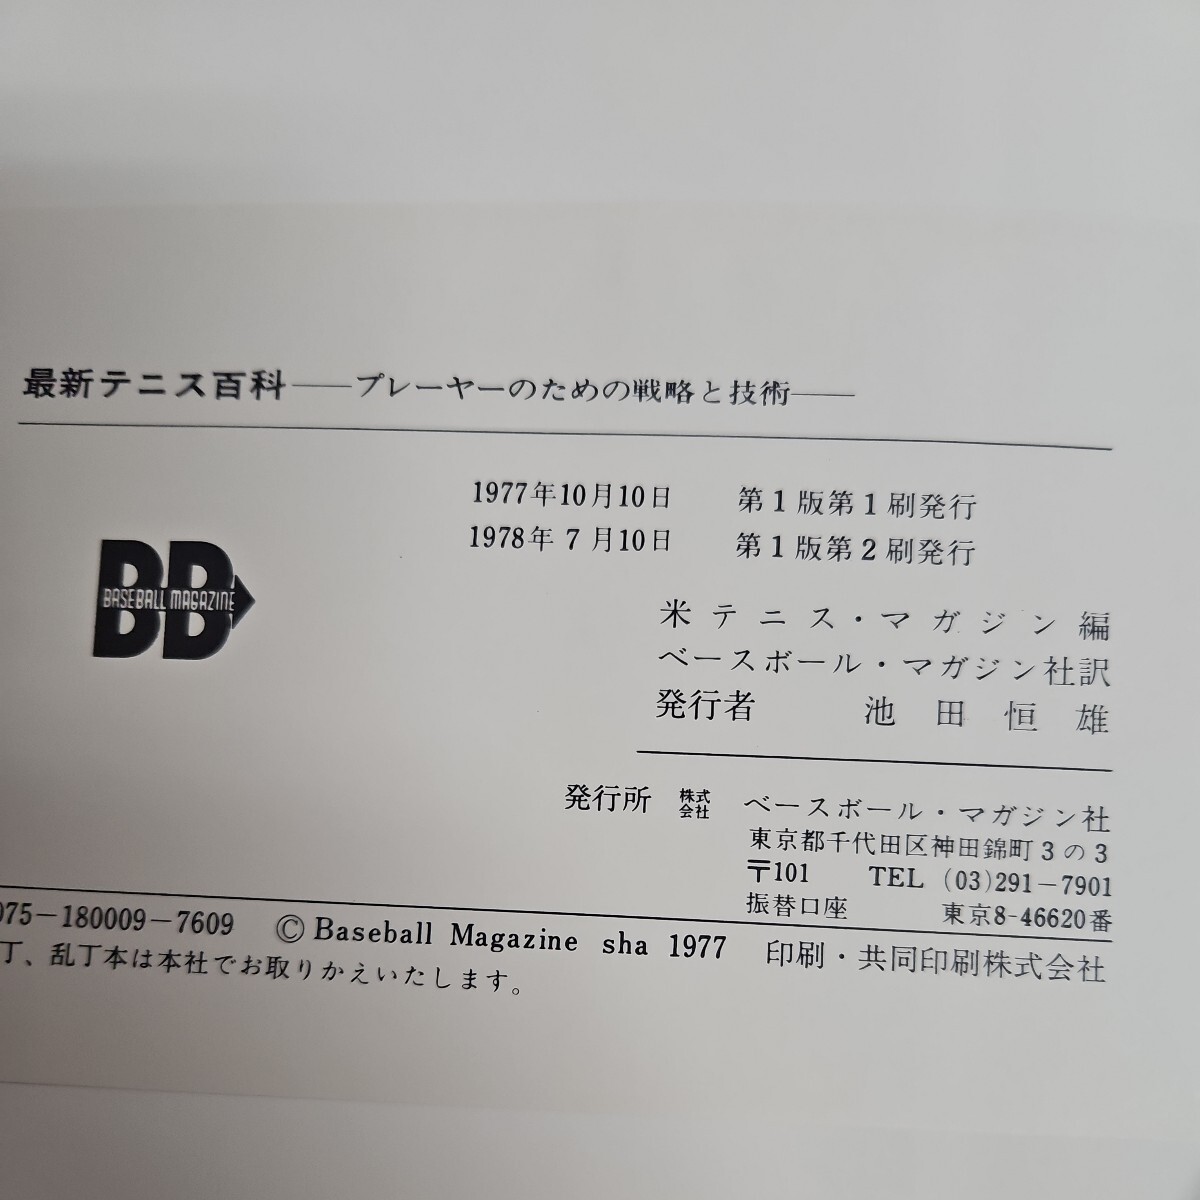 最新テニス百科——プレーヤーのための戦略と技術——
1977年10月10日　第1版第1刷発行
1978年7月10日　第1版第2刷発行
BB
BASEBALL MAGAZINE
米テニス・マガジン編
ベースボール・マガジン社訳
発行者　池田恒雄
発行所　株式会社　ベースボール・マガジン社
東京都千代田区神田錦町3の3
〒101　TEL (03)291-7901
振替口座　東京8-46620番
075-180009-7609　© Baseball Magazine sha 1977　印刷・共同印刷株式会社
丁、乱丁本は本社でお取りかえいたします。